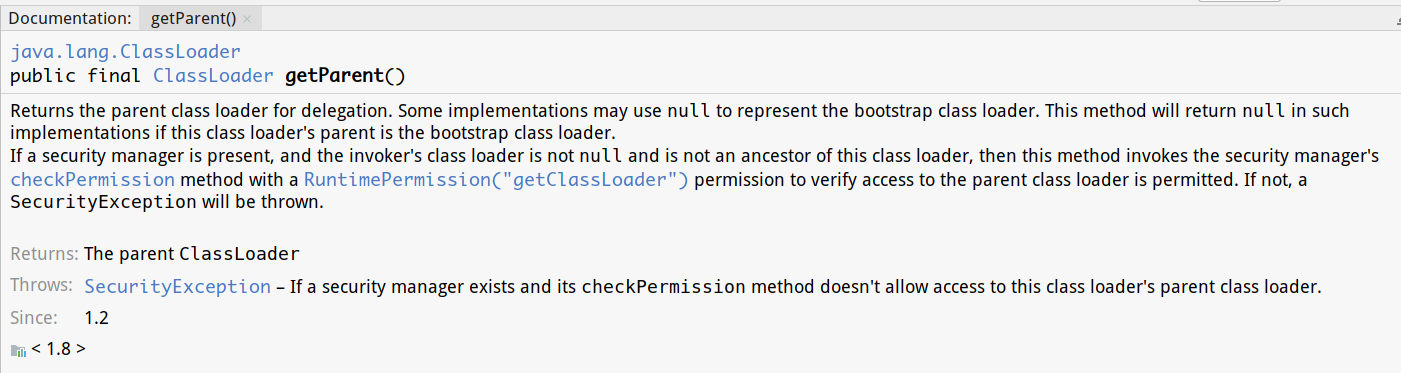 Documentation: getParent() ×
java.lang.ClassLoader
public final ClassLoader getParent()
Returns the parent class loader for delegation. Some implementations may use null to represent the bootstrap class loader. This method will return null in such
implementations if this class loader's parent is the bootstrap class loader.
If a security manager is present, and the invoker's class loader is not null and is not an ancestor of this class loader, then this method invokes the security manager's
checkPermission method with a RuntimePermission("getClassLoader") permission to verify access to the parent class loader is permitted. If not, a
SecurityException will be thrown.
Returns: The parent ClassLoader
Throws: SecurityException – If a security manager exists and its checkPermission method doesn't allow access to this class loader's parent class loader.
Since: 1.2
< 1.8 >